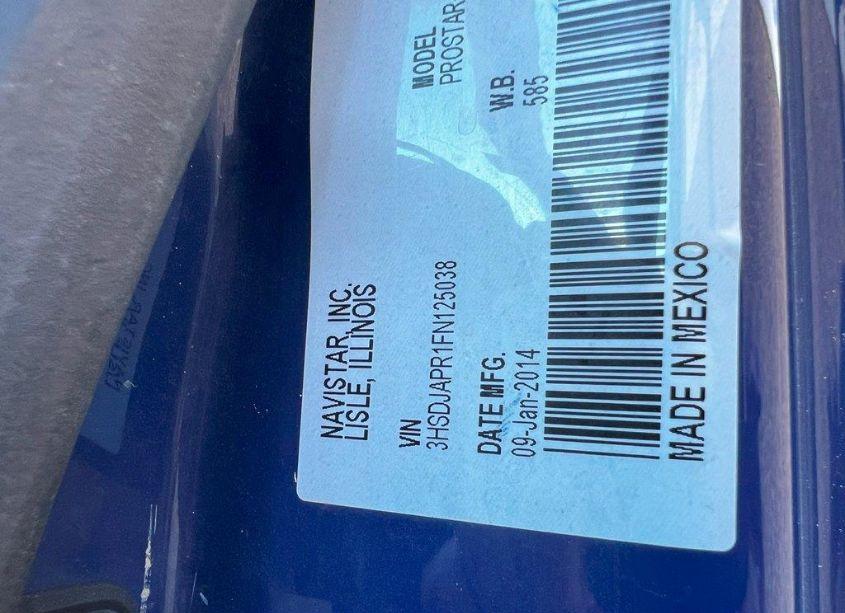 NAVISTAR, INC.
LISLE, ILLINOIS
VIN
3HSDJAPR1FN125038
MODEL
PROSTAR
DATE MFG.
09-Jan-2014
W.B.
585
MADE IN MEXICO